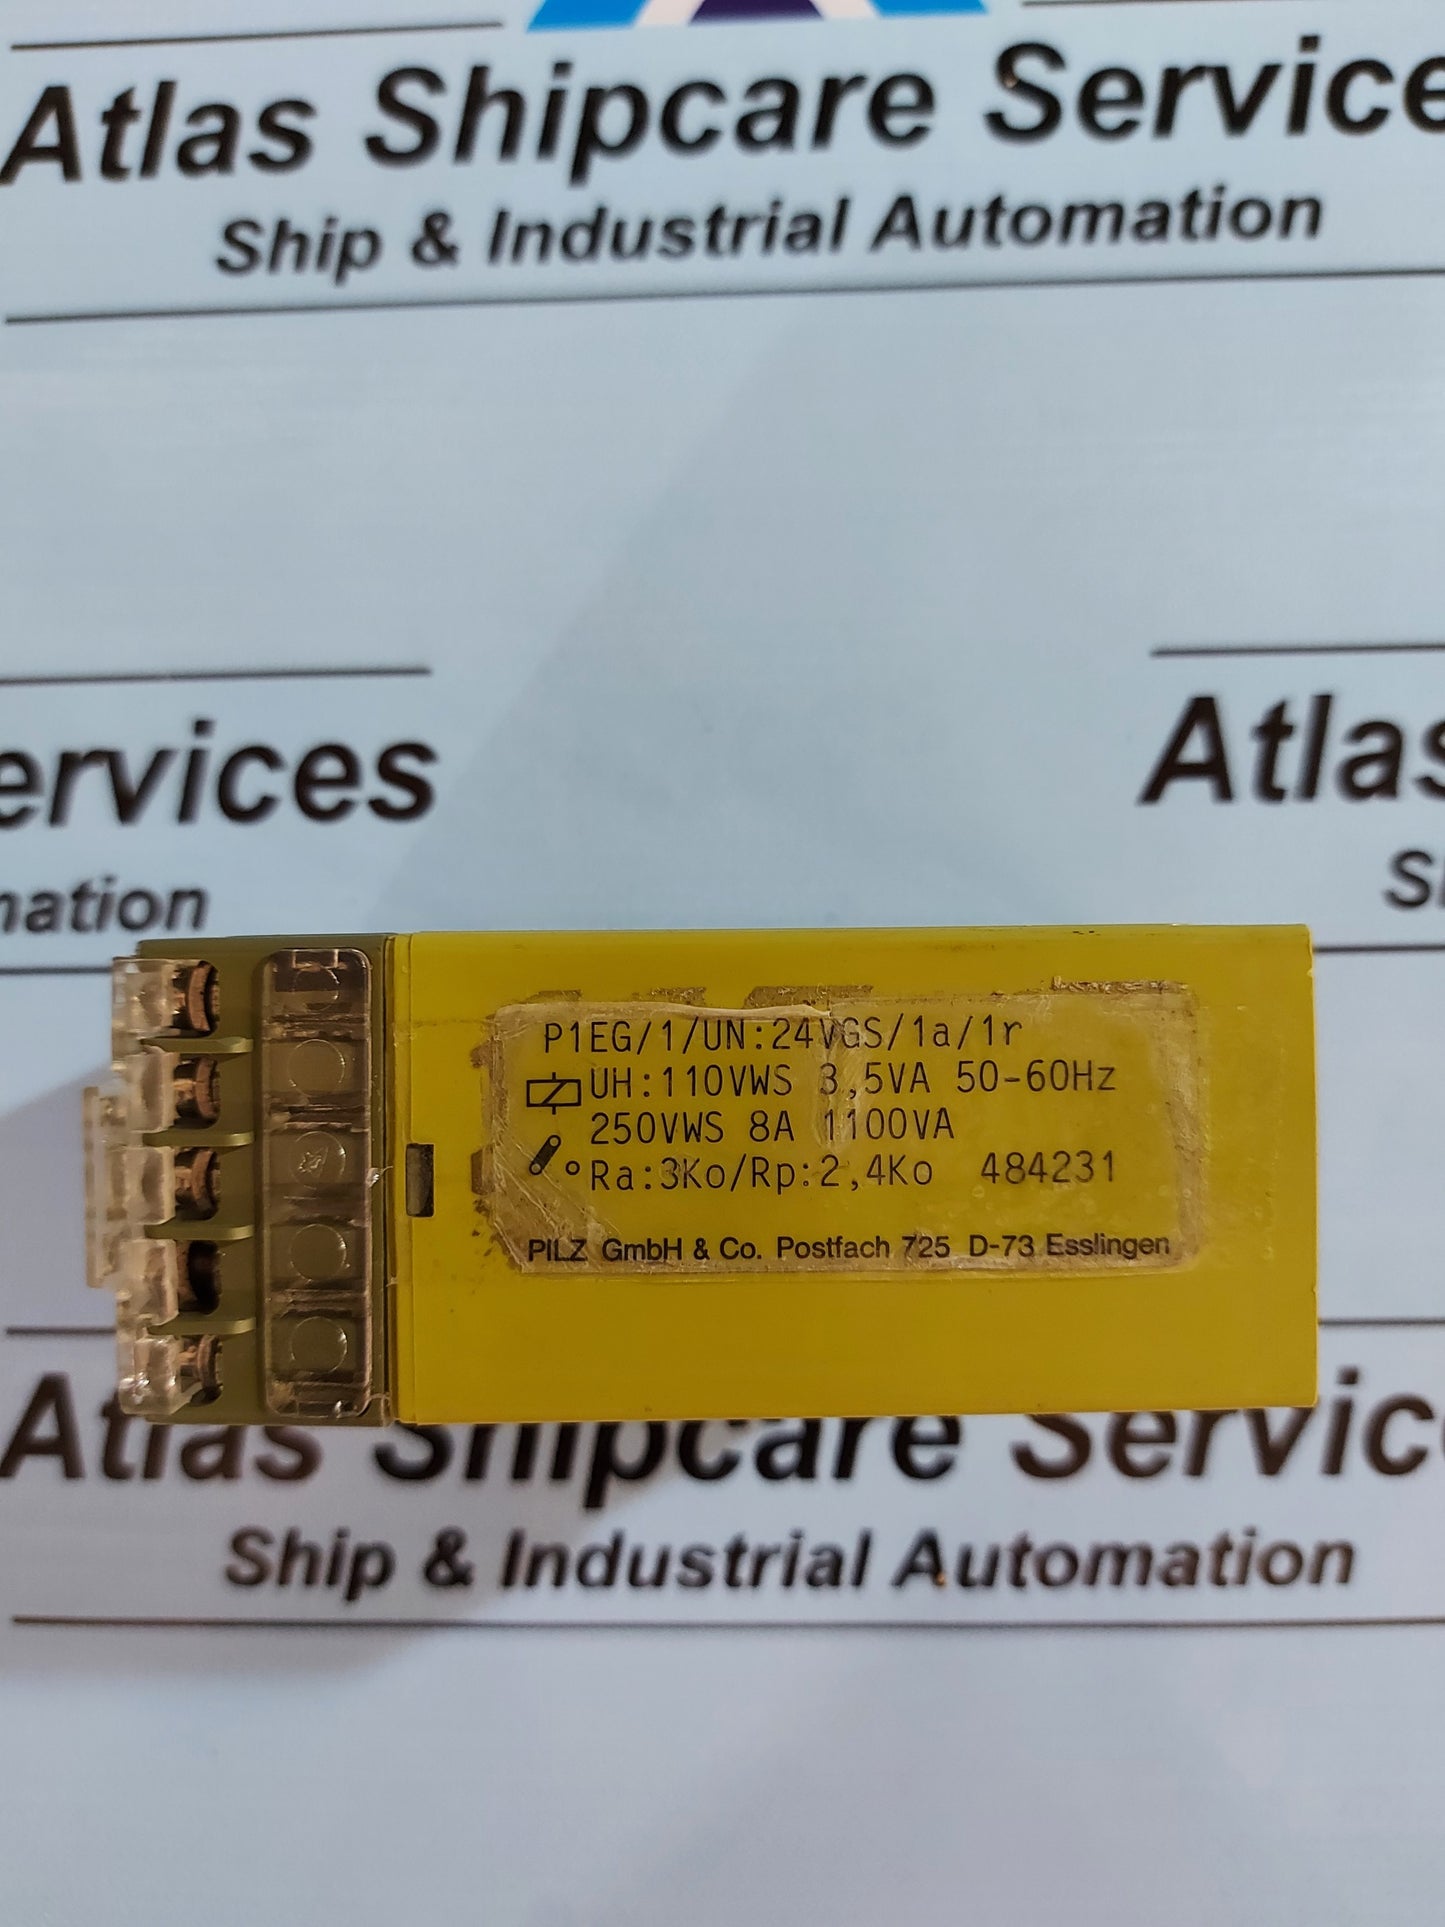 Atlas Shipcare Service
Ship & Industrial Automation
ervices
mation
Atlas
S
P1EG/1/UN:24VGS/1a/1r
UH:110VWS 3,5VA 50-60Hz
250VWS 8A 1100VA
Ra:3Ko/Rp:2,4Ko 484231
PILZ GmbH & Co. Postfach 725 D-73 Esslingen
Atlas Shipcare Servic
Ship & Industrial Automation